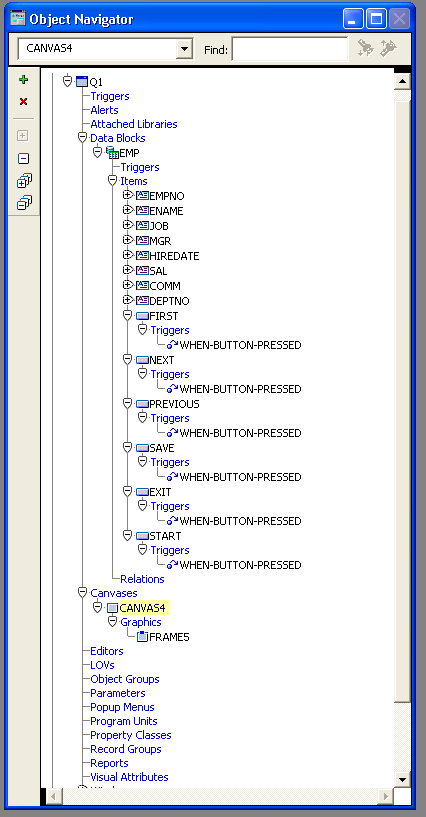 Object Navigator
CANVAS4 Find:
Q1
Triggers
Alerts
Attached Libraries
Data Blocks
EMP
Triggers
Items
EMPNO
ENAME
JOB
MGR
HIREDATE
SAL
COMM
DEPTNO
FIRST
Triggers
WHEN-BUTTON-PRESSED
NEXT
Triggers
WHEN-BUTTON-PRESSED
PREVIOUS
Triggers
WHEN-BUTTON-PRESSED
SAVE
Triggers
WHEN-BUTTON-PRESSED
EXIT
Triggers
WHEN-BUTTON-PRESSED
START
Triggers
WHEN-BUTTON-PRESSED
Relations
Canvases
CANVAS4
Graphics
FRAME5
Editors
LOVs
Object Groups
Parameters
Popup Menus
Program Units
Property Classes
Record Groups
Reports
Visual Attributes